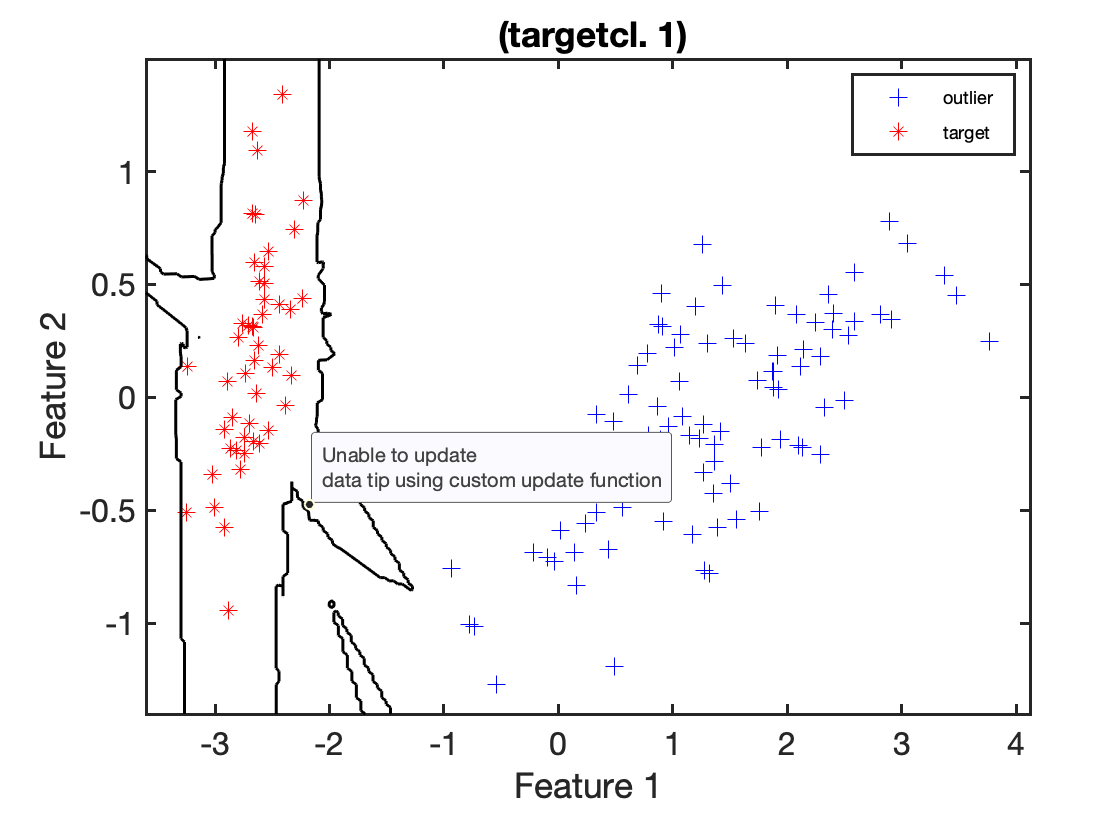 (targetcl. 1)
outlier
target
1
0.5
0
-0.5
-1
Feature 2
Unable to update
data tip using custom update function
-3 -2 -1 0 1 2 3 4
Feature 1